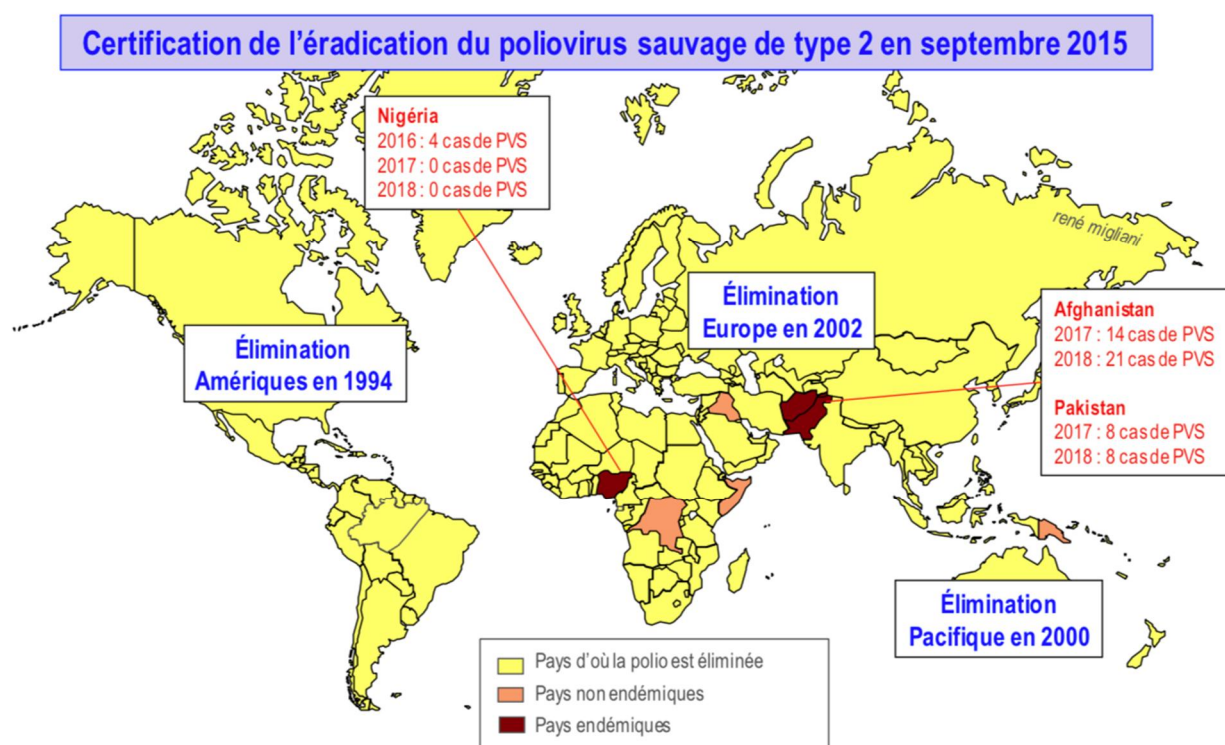 Certification de l’éradication du poliovirus sauvage de type 2 en septembre 2015
Nigéria
2016 : 4 cas de PVS
2017 : 0 cas de PVS
2018 : 0 cas de PVS
rené migliani
Élimination
Europe en 2002
Afghanistan
2017 : 14 cas de PVS
2018 : 21 cas de PVS
Pakistan
2017 : 8 cas de PVS
2018 : 8 cas de PVS
Élimination
Amériques en 1994
Élimination
Pacifique en 2000
Pays d’où la polio est éliminée
Pays non endémiques
Pays endémiques